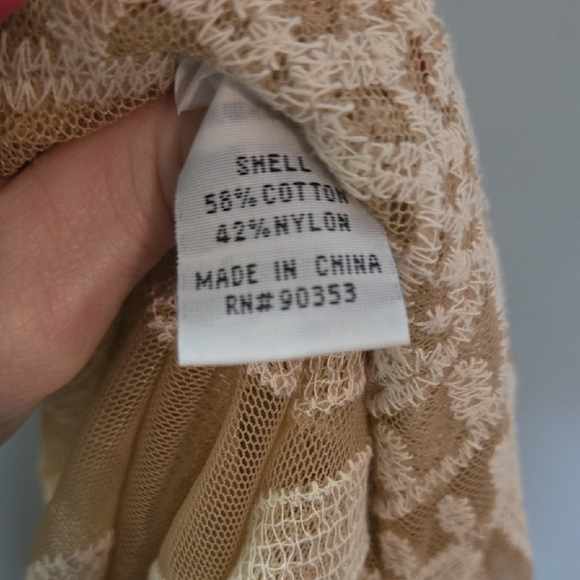 SHELL
58% COTTON
42% NYLON
MADE IN CHINA
RN#90353